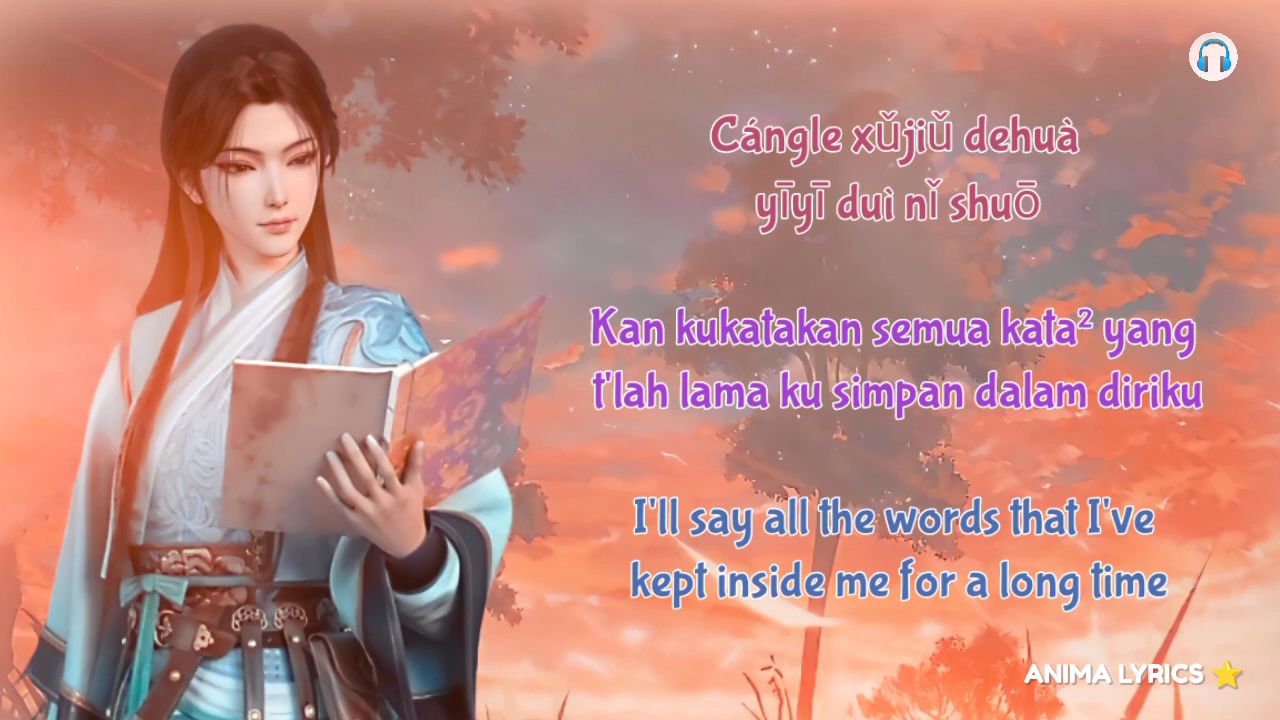 Cángle xǔjiǔ dehuà
yīyī duì nǐ shuō
Kan kukatakan semua kata² yang
t'lah lama ku simpan dalam diriku
I'll say all the words that I've
kept inside me for a long time
ANIMA LYRICS ⭐